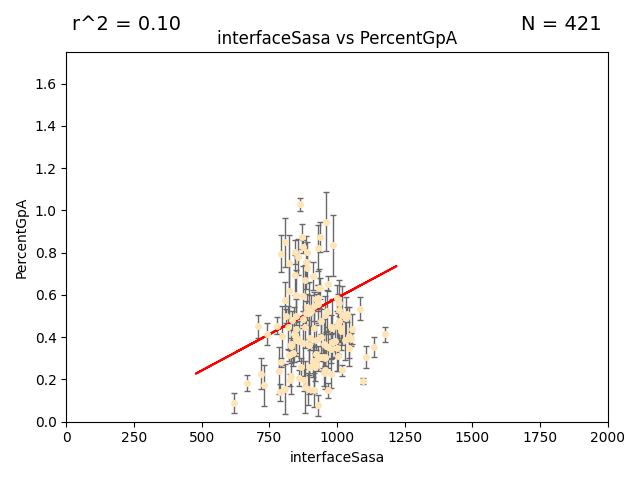 r^2 = 0.10
N = 421
interfaceSasa vs PercentGpA
1.6
1.4
1.2
1.0
0.8
0.6
0.4
0.2
0.0
PercentGpA
0 250 500 750 1000 1250 1500 1750 2000
interfaceSasa